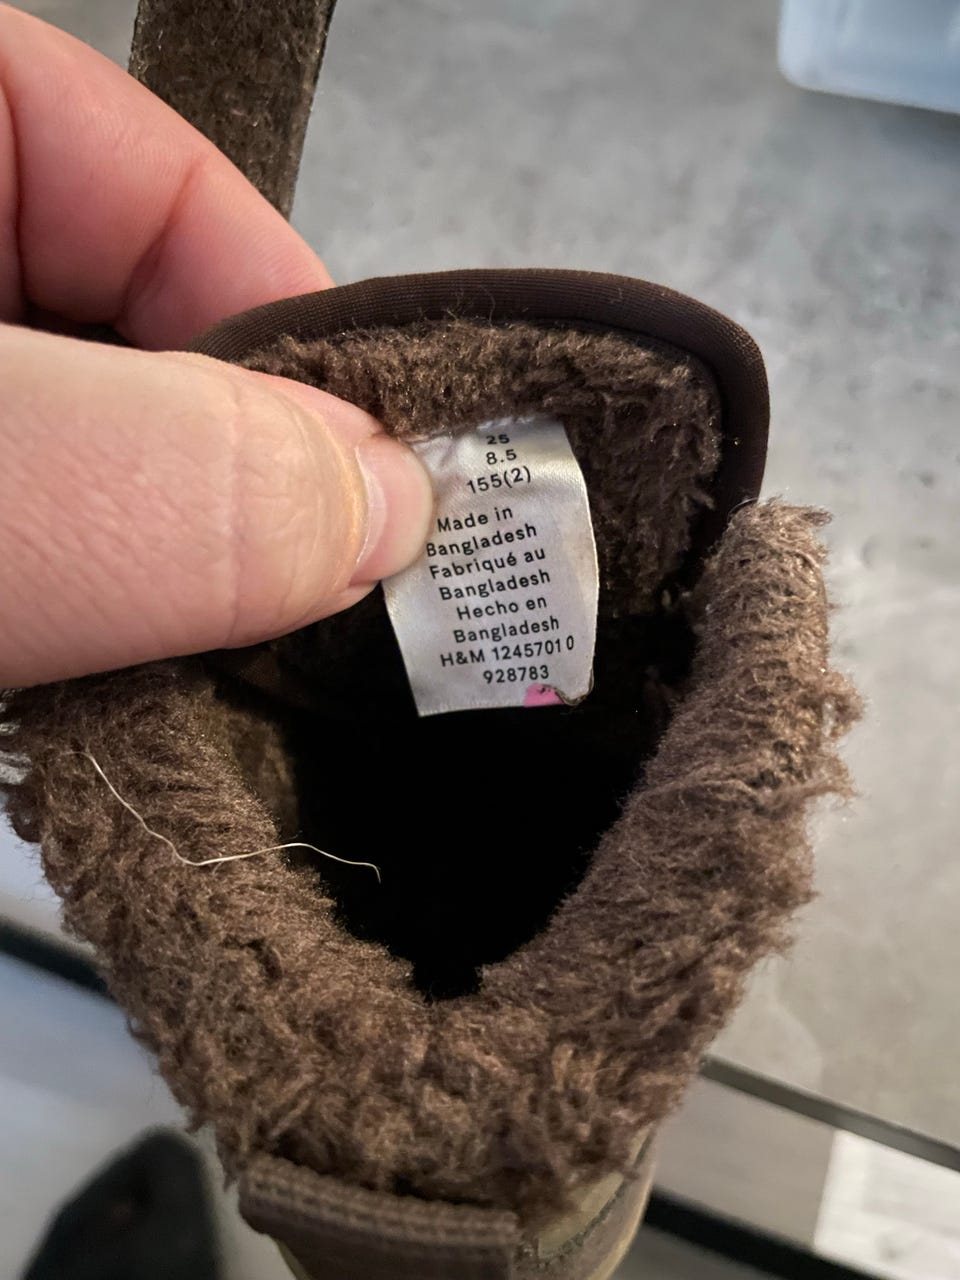 25
8.5
155(2)
Made in
Bangladesh
Fabriqué au
Bangladesh
Hecho en
Bangladesh
H&M 12457010
928783